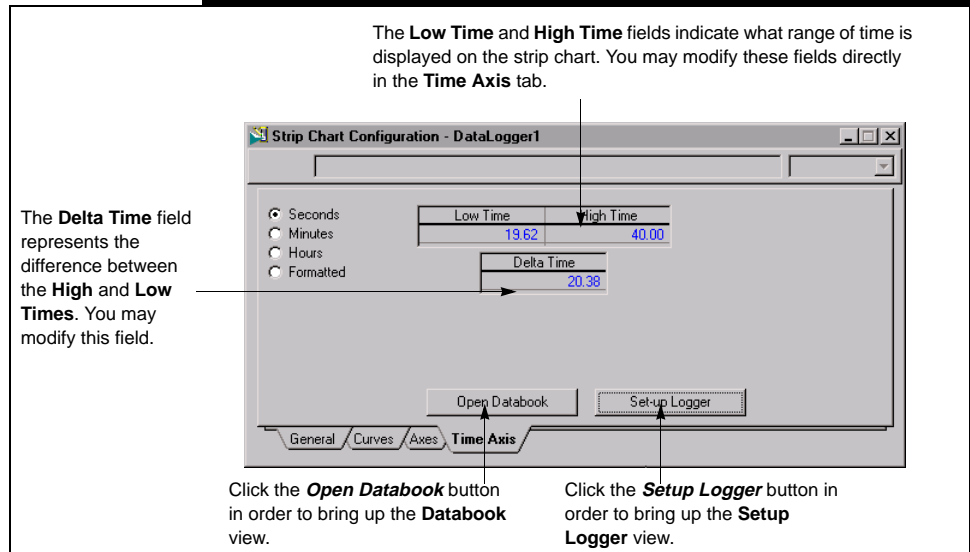 The Low Time and High Time fields indicate what range of time is
displayed on the strip chart. You may modify these fields directly
in the Time Axis tab.
Strip Chart Configuration - DataLogger1
The Delta Time field
represents the
difference between
the High and Low
Times. You may
modify this field.
Seconds
Minutes
Hours
Formatted
Low Time High Time
19.62 40.00
Delta Time
20.38
Open Databook Set-up Logger
General Curves Axes Time Axis
Click the Open Databook button
in order to bring up the Databook
view.
Click the Setup Logger button in
order to bring up the Setup
Logger view.